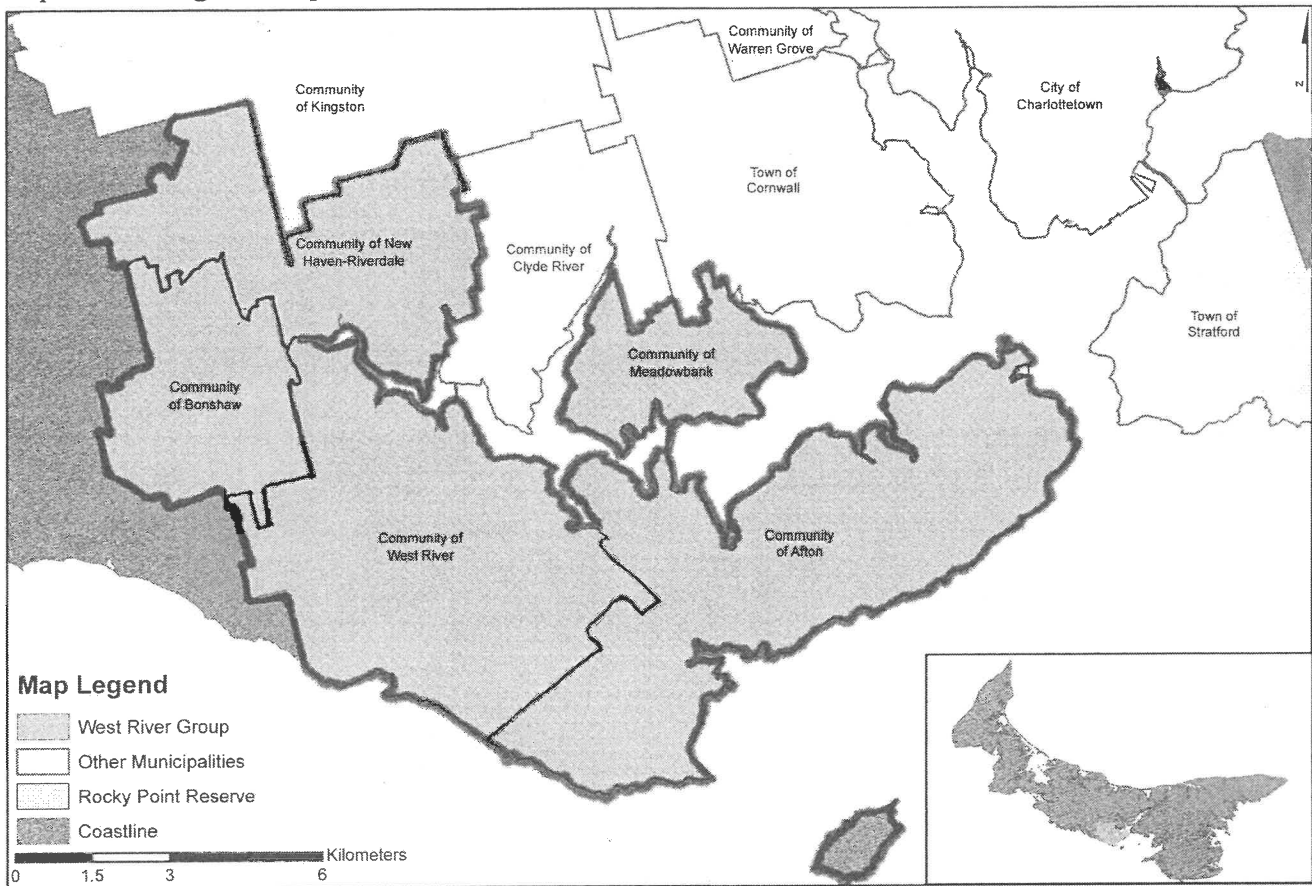 Community of
Warren Grove
Community
of Kingston
City of
Charlottetown
N
Town of
Cornwall
Community of New
Haven-Riverdale
Community of
Clyde River
Town of
Stratford
Community of
Meadowbank
Community
of Bonshaw
Community of
West River
Community
of Afton
Map Legend
West River Group
Other Municipalities
Rocky Point Reserve
Coastline
Kilometers
0 1.5 3 6